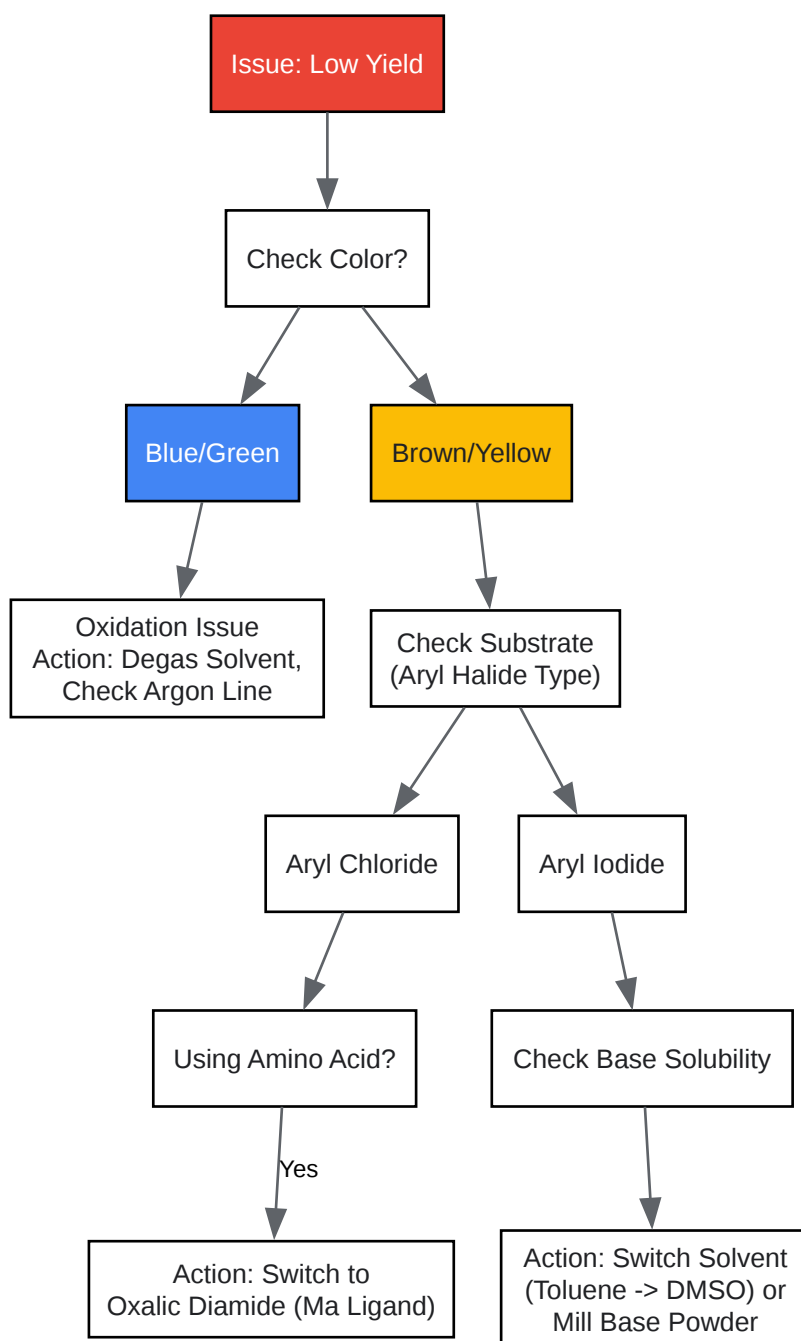 Issue: Low Yield
Check Color?
Blue/Green
Brown/Yellow
Oxidation Issue
Action: Degas Solvent,
Check Argon Line
Check Substrate
(Aryl Halide Type)
Aryl Chloride
Aryl Iodide
Using Amino Acid?
Check Base Solubility
Yes
Action: Switch to
Oxalic Diamide (Ma Ligand)
Action: Switch Solvent
(Toluene -> DMSO) or
Mill Base Powder